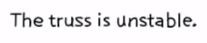 The truss is unstable.